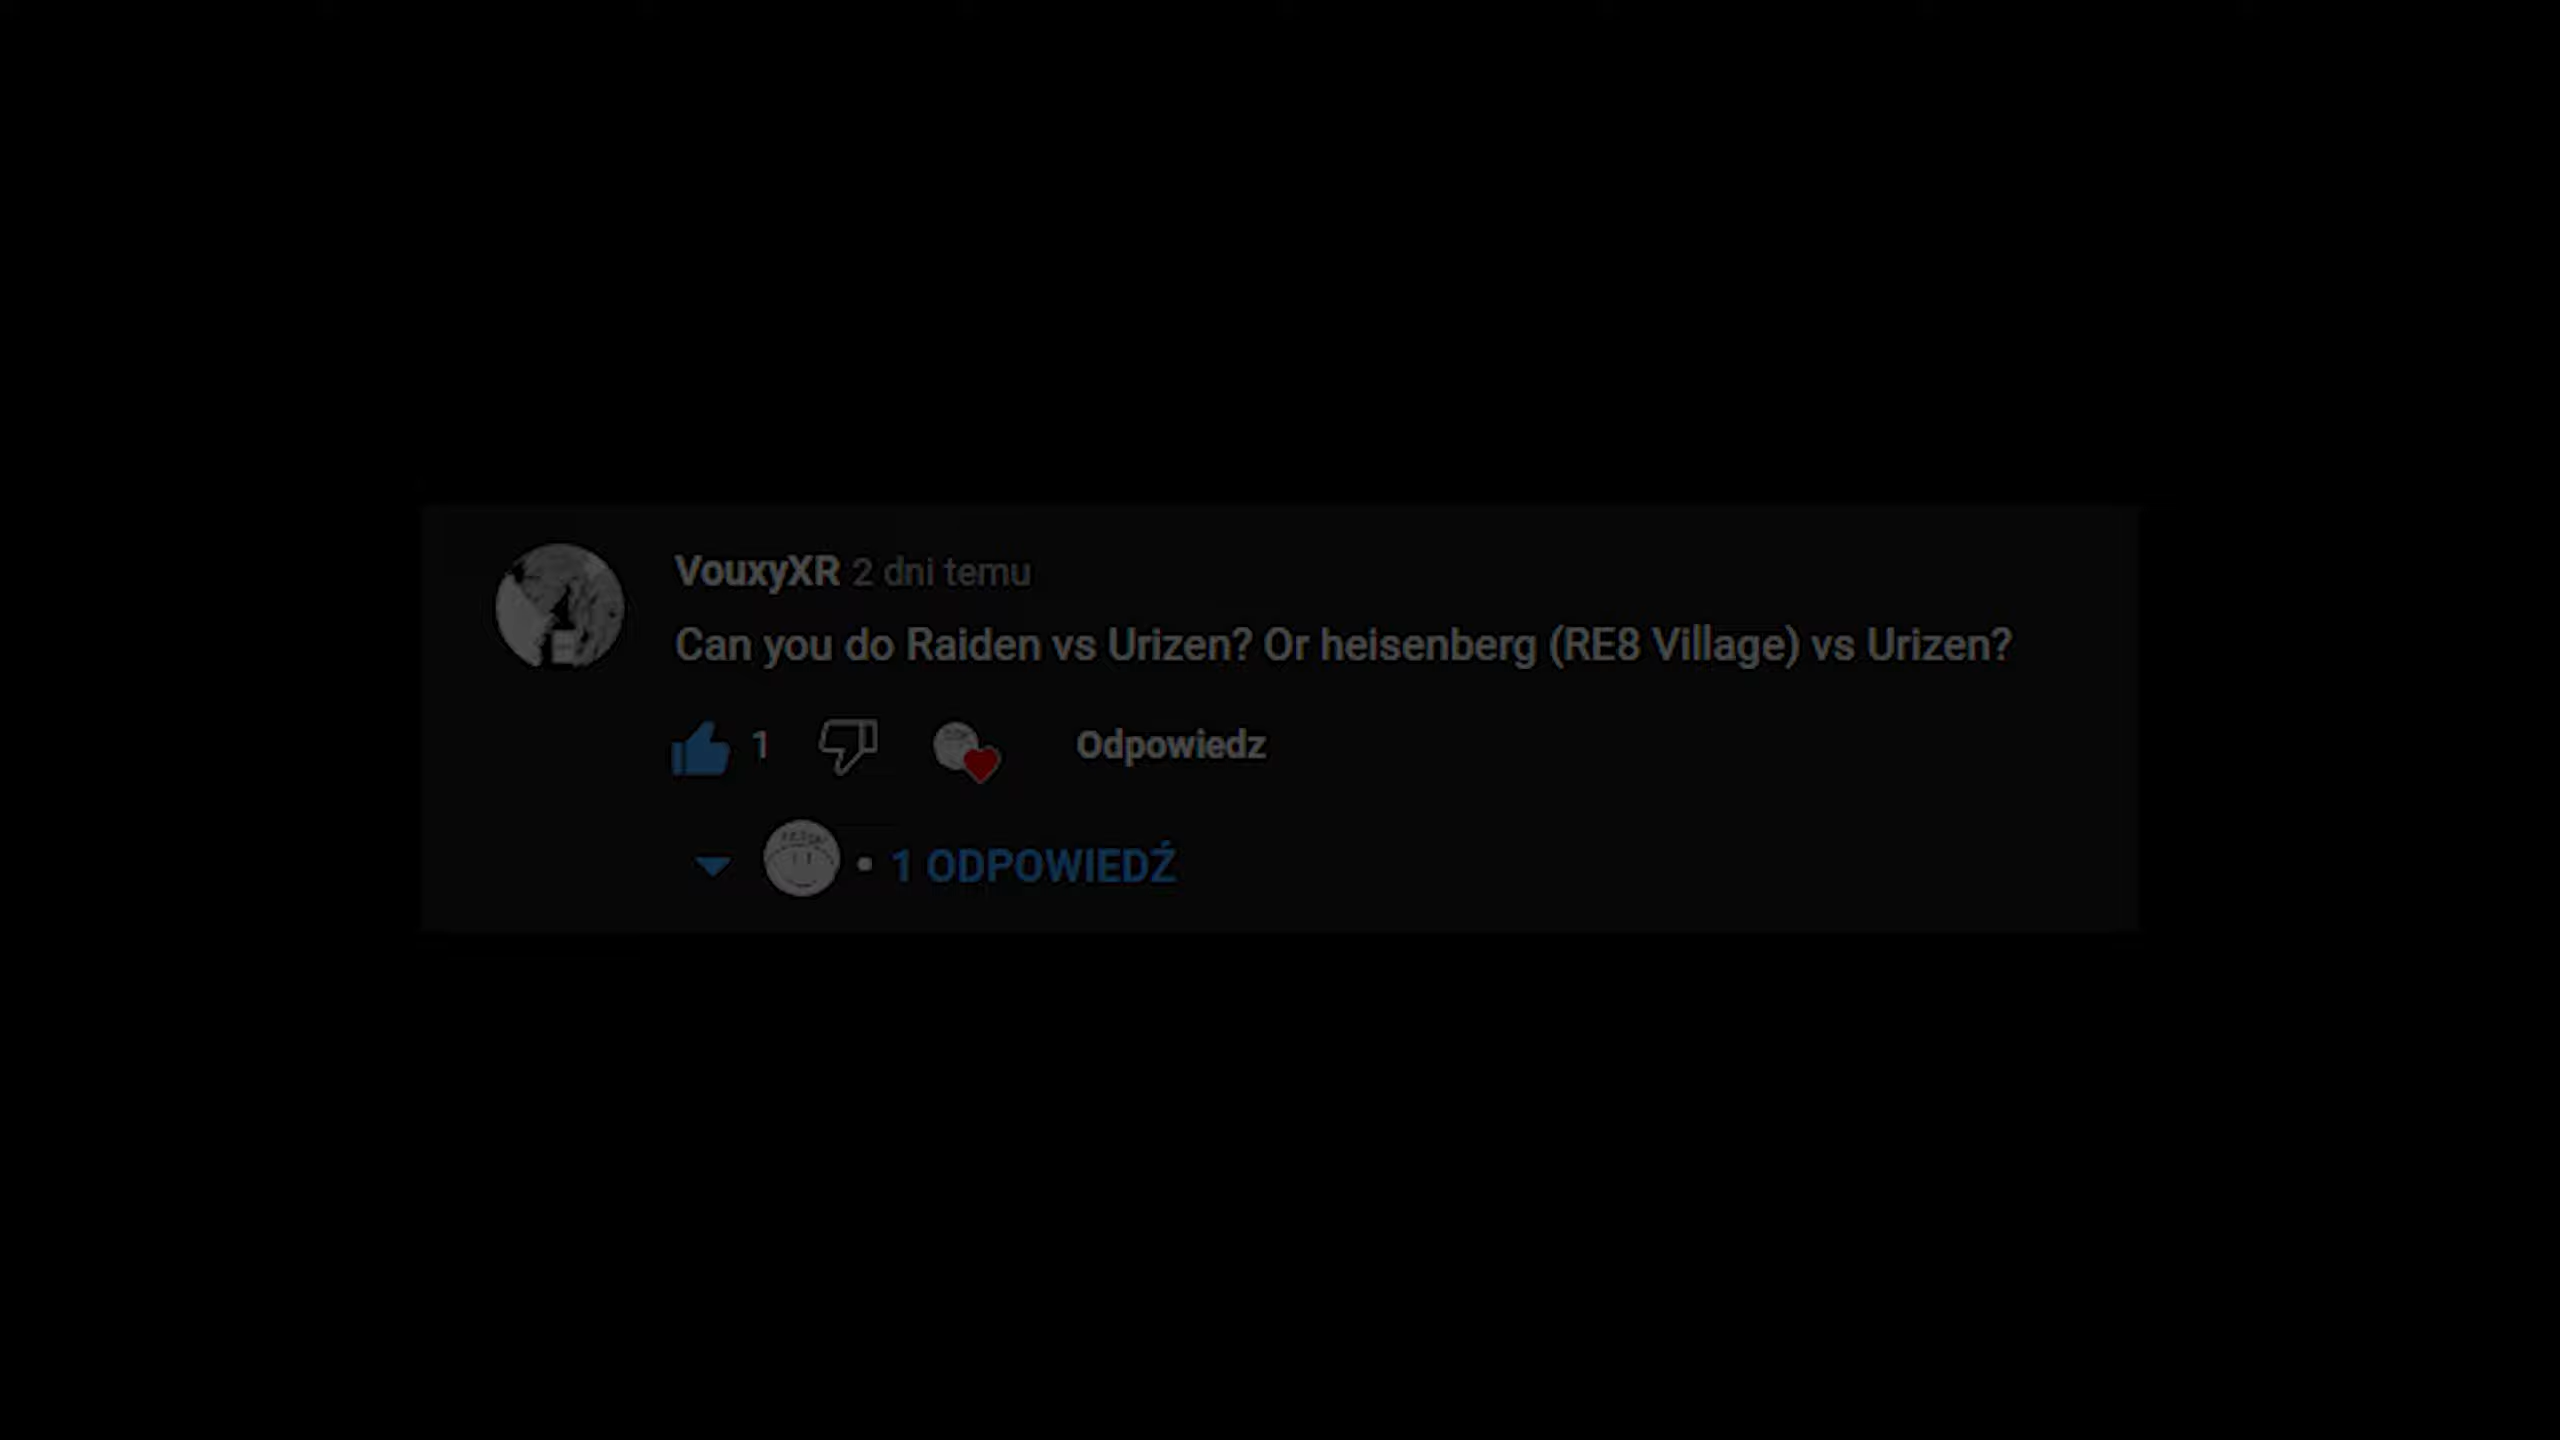 VouxyXR 2 dni temu
Can you do Raiden vs Urizen? Or heisenberg (RE8 Village) vs Urizen?
1 Odpowiedz
• 1 ODPOWIEDŹ